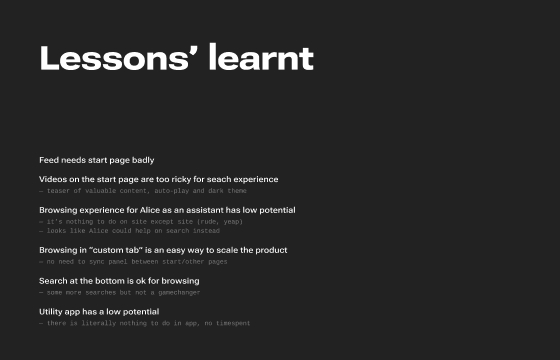 Lessons’ learnt
Feed needs start page badly
Videos on the start page are too ricky for seach experience
— teaser of valuable content, auto-play and dark theme
Browsing experience for Alice as an assistant has low potential
— it's nothing to do on site except site (rude, yeap)
— looks like Alice could help on search instead
Browsing in “custom tab” is an easy way to scale the product
— no need to sync panel between start/other pages
Search at the bottom is ok for browsing
— some more searches but not a gamechanger
Utility app has a low potential
— there is literally nothing to do in app, no timespent